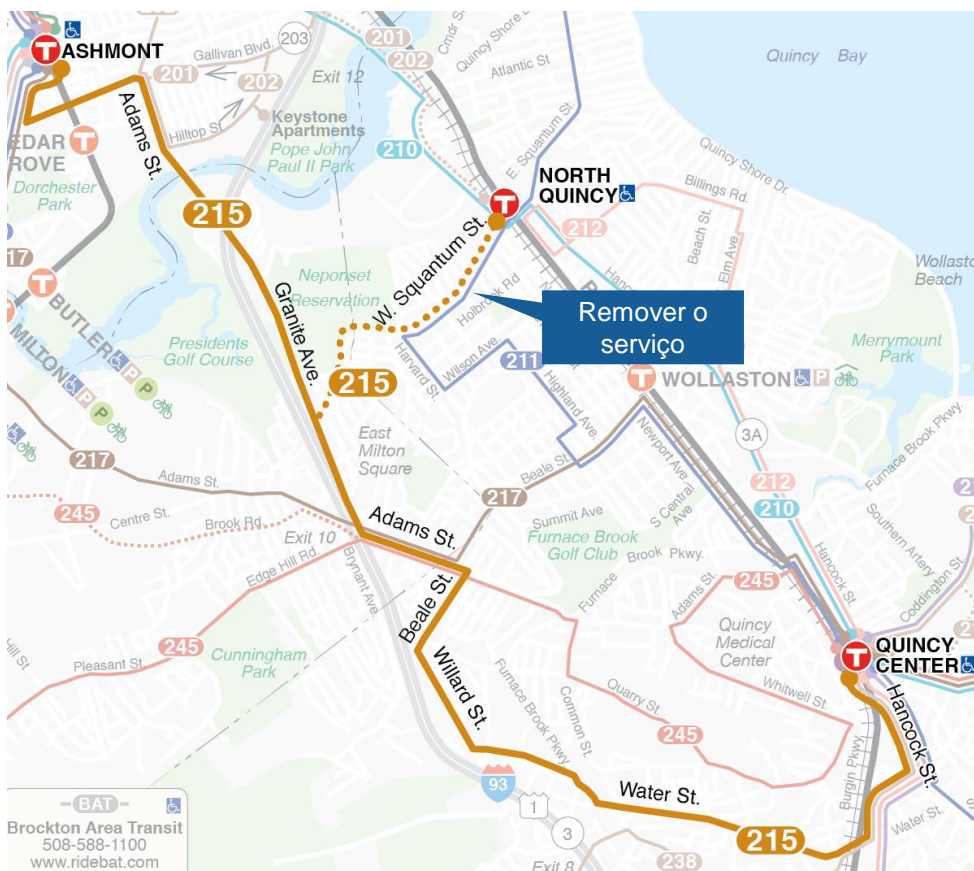 ASHMONT
Gallivan Blvd.
203
201
202
Cmdr Shea
Quincy Shore Dr.
Atlantic St
Quincy Bay
Exit 12
201
202
Hilltop St
Keystone
Apartments
Pope John
Paul II Park
210
E. Squantum St.
EDAR
ROVE
Dorchester
Park
Adams St.
215
NORTH
QUINCY
212
Billings Rd.
Quincy Shore Dr.
Beach St.
Elm Ave.
Wollaston
Beach
17
BUTLER
MILTON
Neponset
Reservation
Granite Ave.
W. Squantum St.
Holbrook Rd
Remover o
serviço
Presidents
Golf Course
215
Harvard St.
Wilson Ave.
211
Highland Ave.
WOLLASTON
Merrymount
Park
3A
East
Milton
Square
Newport Ave.
Furnace Brook Pkwy.
217
Adams St.
217
Beale St.
212
210
245
Centre St.
Brook Rd.
Exit 10
Adams St.
Summit Ave
S Central
Ave
Furnace Brook
Golf Club
Brook Pkwy.
Furnace
Southern Artery
Edge Hill Rd.
Brynant Ave
Beale St.
Adams St.
245
Hancock St.
Coddington St.
245
Pleasant St.
Hill St
Cunningham
Park
Willard St.
Quincy
Medical
Center
Whitwell St.
QUINCY
CENTER
Furnace Brook Pkwy.
Common St.
Quarry St.
245
Hancock St.
93
1
3
Water St.
215
Burgin Pkwy
Water St.
238
Exit 8
BAT
Brockton Area Transit
508-588-1100
www.ridebat.com